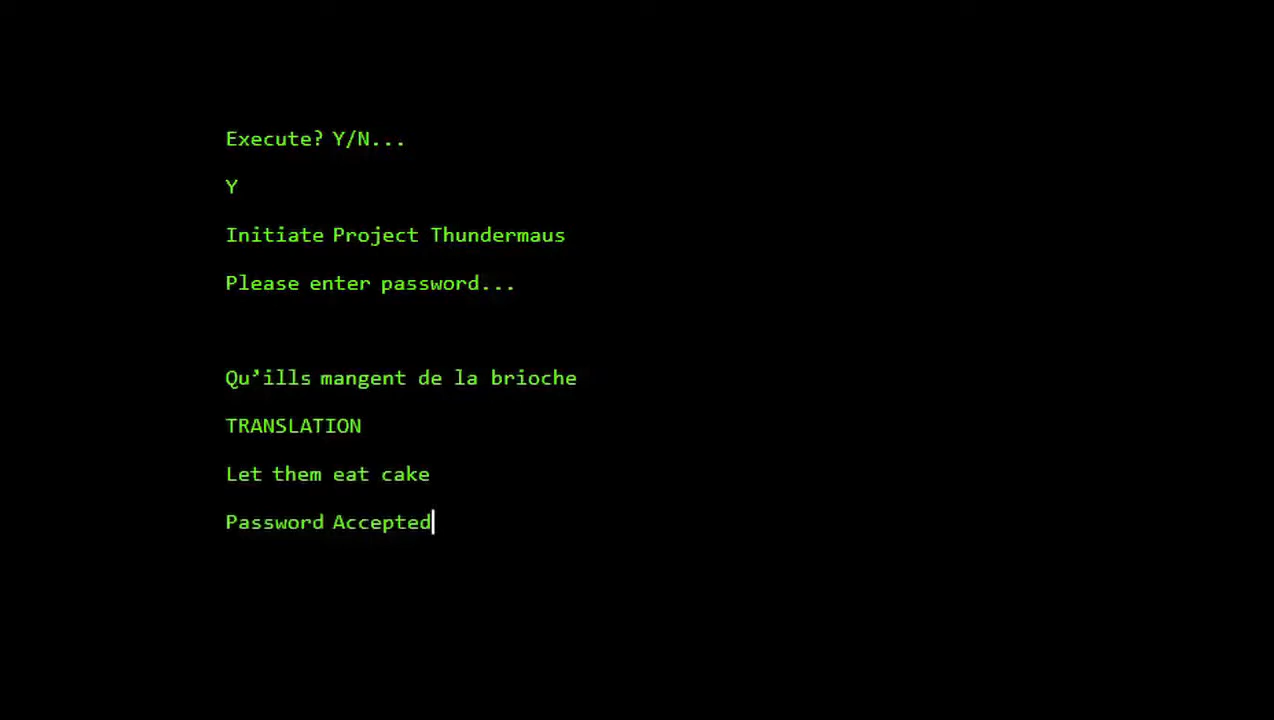 Execute? Y/N...
Y
Initiate Project Thundermaus
Please enter password...
Qu’ills mangent de la brioche
TRANSLATION
Let them eat cake
Password Accepted